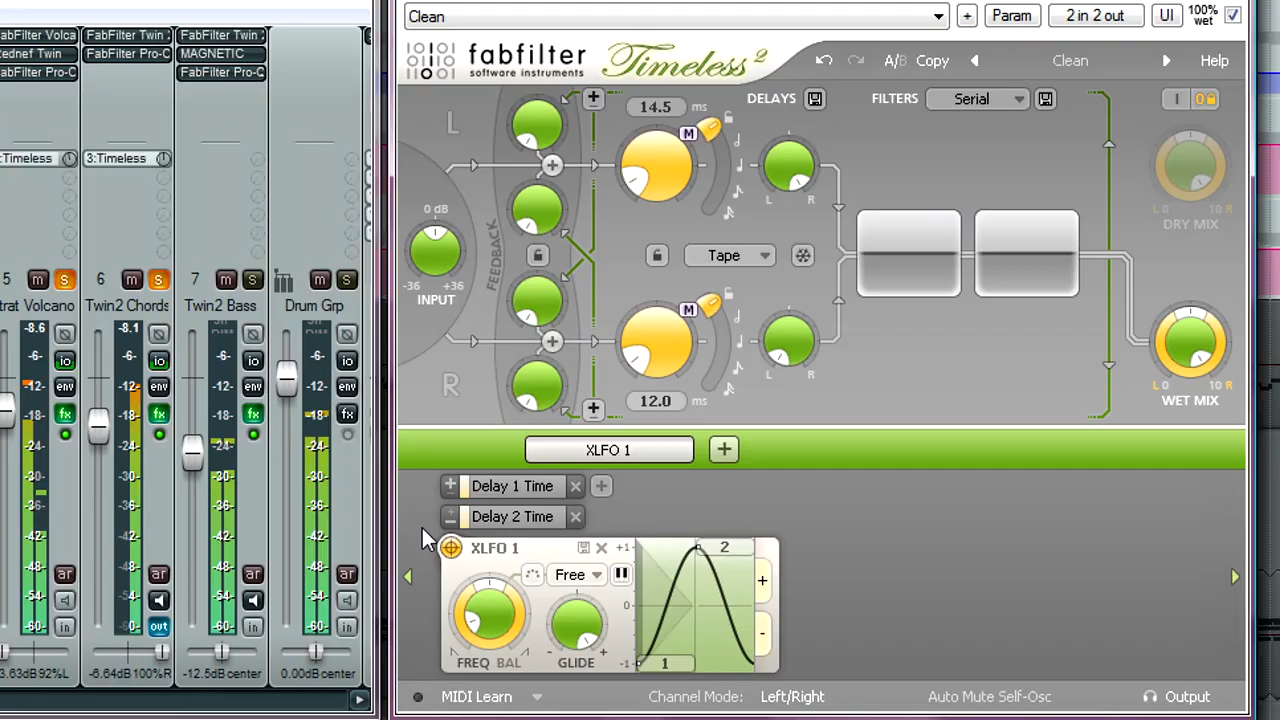 Clean
+
Param
2 in 2 out
UI
100%
wet
fabfilter
software instruments
Timeless 2
A/B Copy
Clean
Help
FabFilter Volca
FabFilter Twin
FabFilter Twin
Rednef Twin
FabFilter Pro-C
MAGNETIC
FabFilter Pro-C
FabFilter Pro-C
:Timeless
3:Timeless
L
R
0 dB
-36 +36
INPUT
FEEDBACK
14.5 ms
M
DELAYS
FILTERS
Serial
L R
Tape
M
12.0 ms
L R
L 0 10 R
DRY MIX
L 0 10 R
WET MIX
5 m S
6 m S
7 m S
m S
trat Volcano
Twin2 Chords
Twin2 Bass
Drum Grp
-8.6
-8.1
-6-
-12-
-18-
-24-
-30-
-36-
-42-
-48-
-54-
-60-
io
env
fx
ar
in
out
3.63dB 92%L
-6.64dB 100%R
-12.5dB center
0.00dB center
XLFO 1
+
Delay 1 Time
Delay 2 Time
XLFO 1
Free
FREQ BAL
- GLIDE +
+1
0
-1
2
1
+
-
MIDI Learn
Channel Mode: Left/Right
Auto Mute Self-Osc
Output